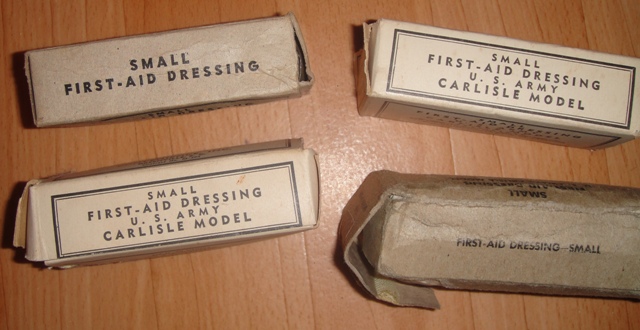 SMALL
FIRST-AID DRESSING
SMALL
FIRST-AID DRESSING
U. S. ARMY
CARLISLE MODEL
SMALL
FIRST-AID DRESSING
U. S. ARMY
CARLISLE MODEL
SMALL
FIRST-AID DRESSING—SMALL